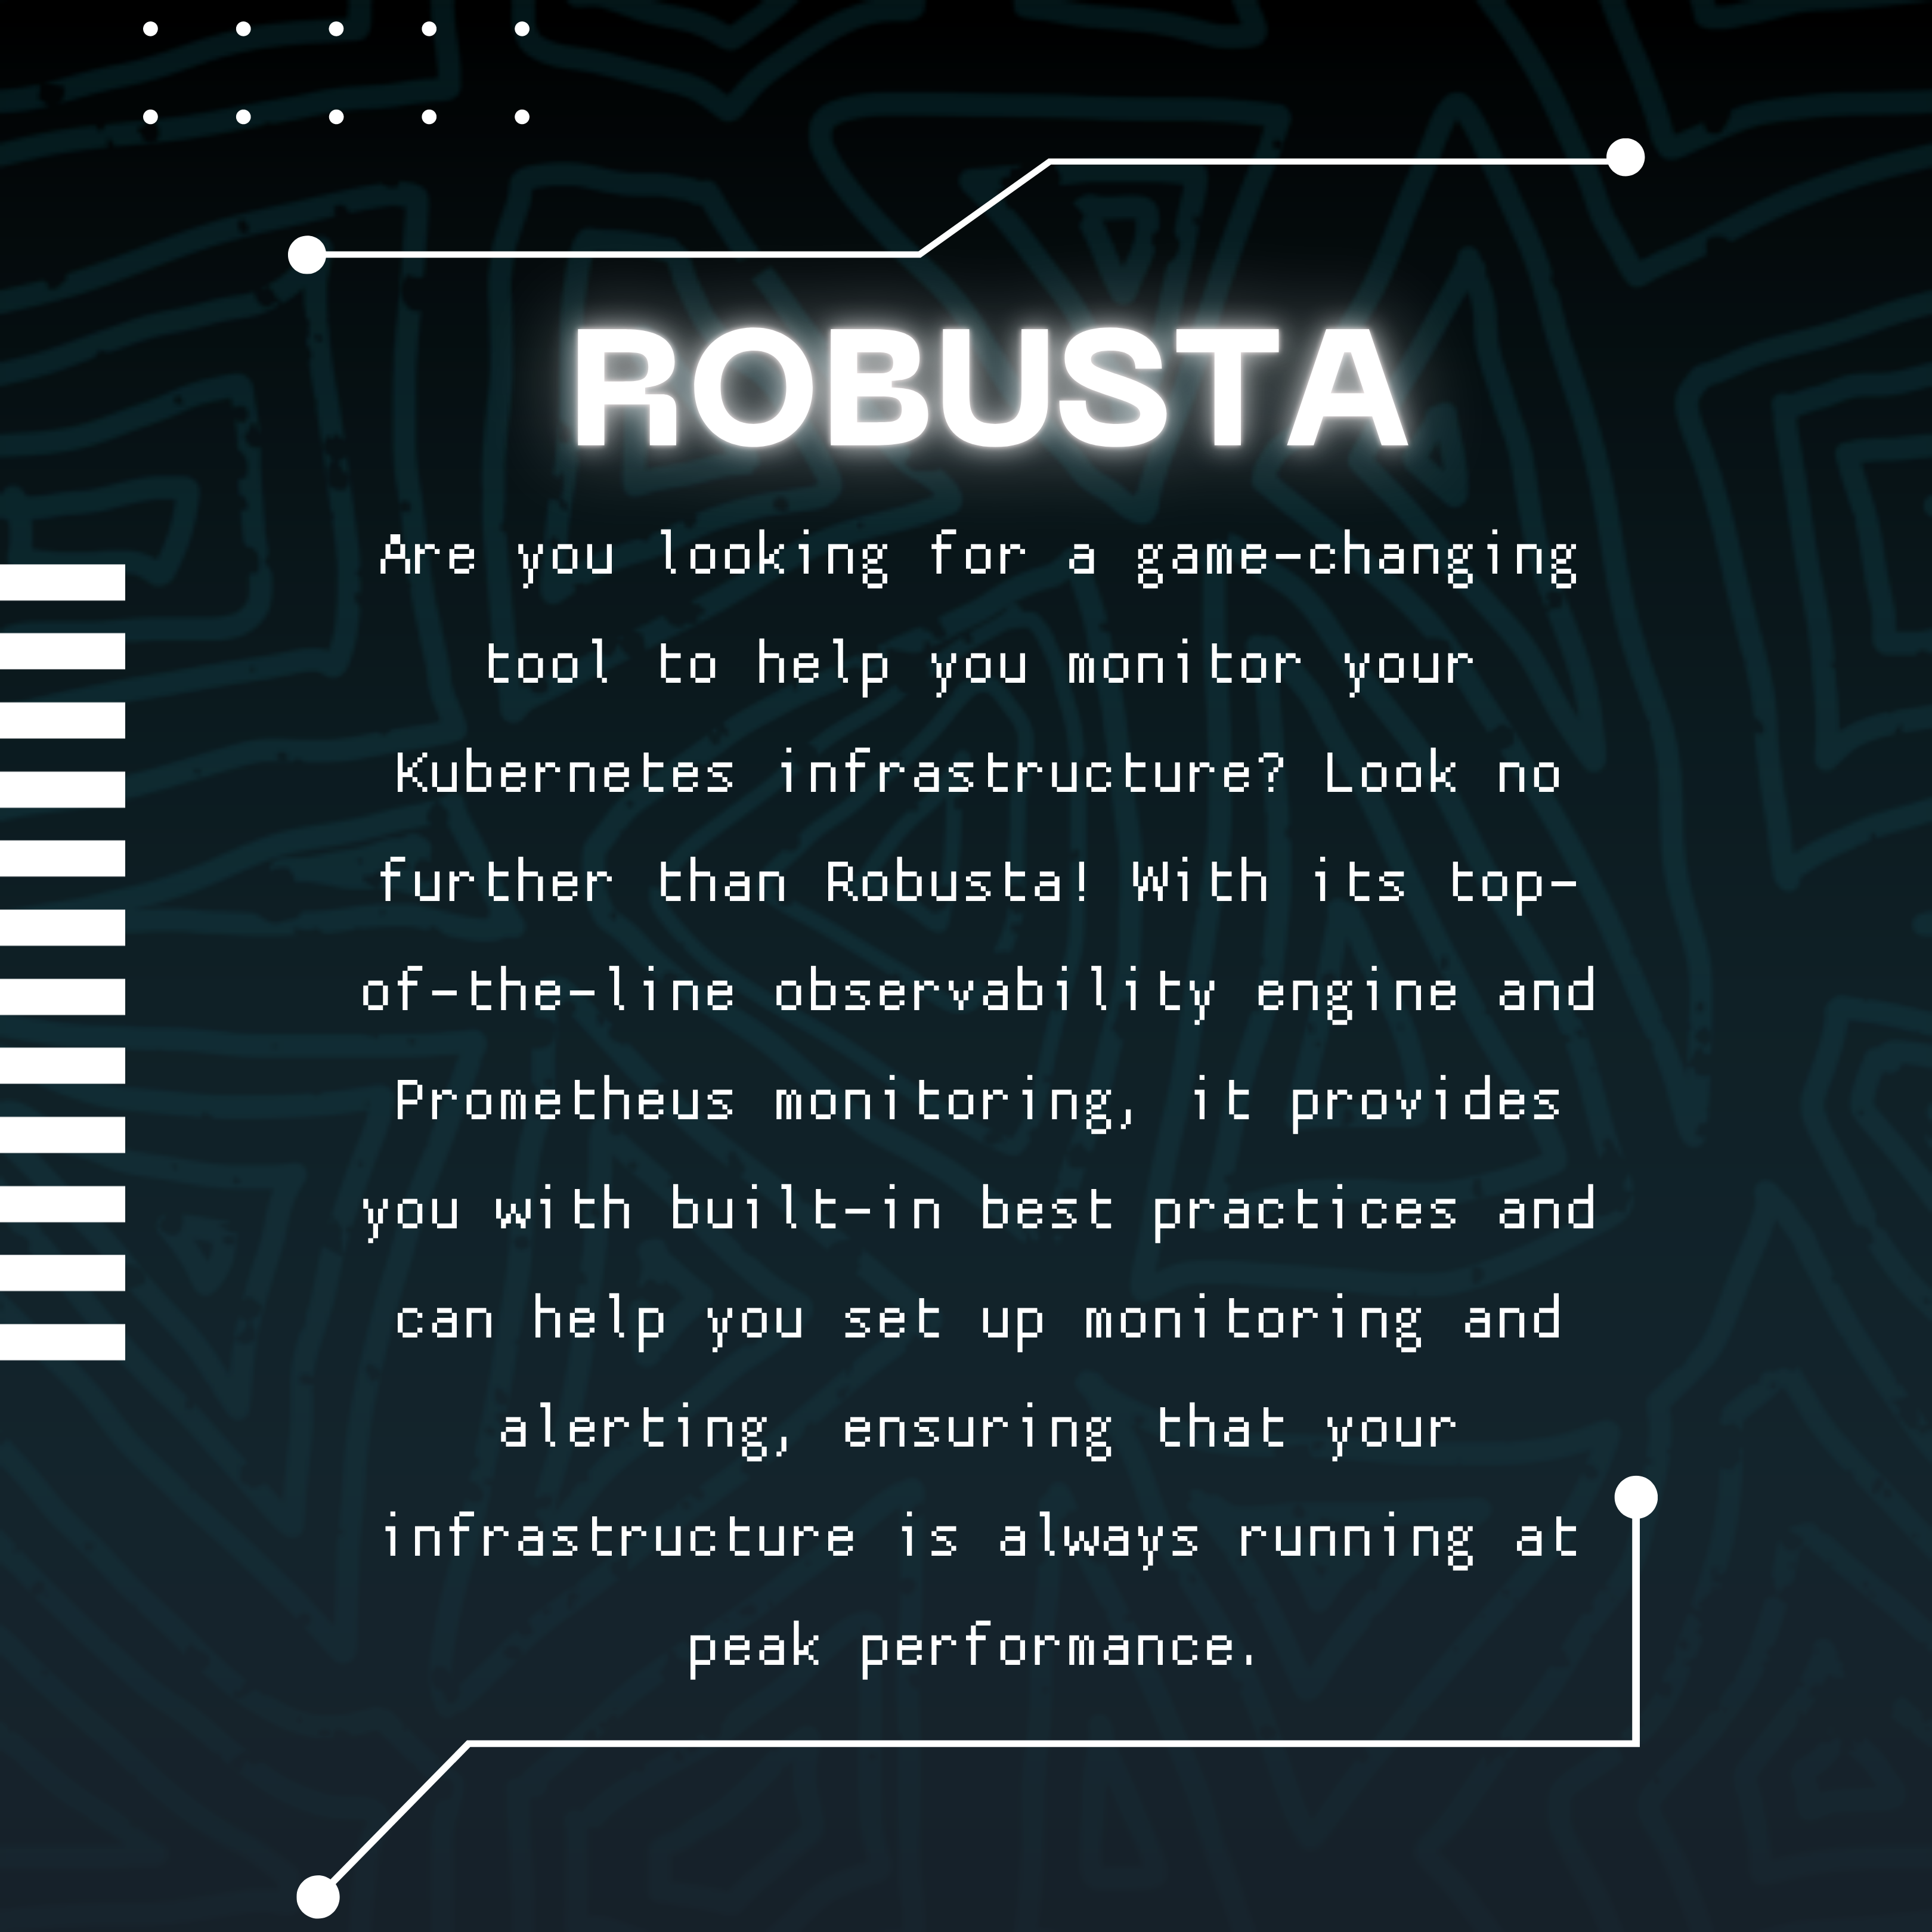 ROBUSTA
Are you looking for a game-changing
tool to help you monitor your
Kubernetes infrastructure? Look no
further than Robusta! With its top-
of-the-line observability engine and
Prometheus monitoring, it provides
you with built-in best practices and
can help you set up monitoring and
alerting, ensuring that your
infrastructure is always running at
peak performance.